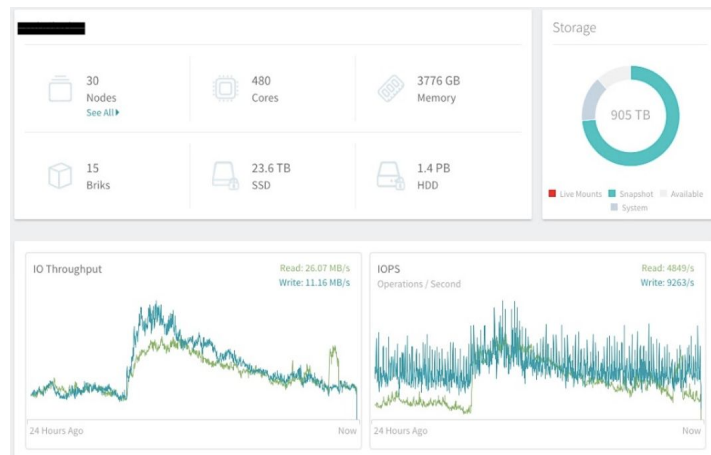 Storage
30
Nodes
See All
480
Cores
3776 GB
Memory
905 TB
15
Briks
23.6 TB
SSD
1.4 PB
HDD
Live Mounts
Snapshot
Available
System
IO Throughput
Read: 26.07 MB/s
Write: 11.16 MB/s
24 Hours Ago
Now
IOPS
Operations / Second
Read: 4849/s
Write: 9263/s
24 Hours Ago
Now